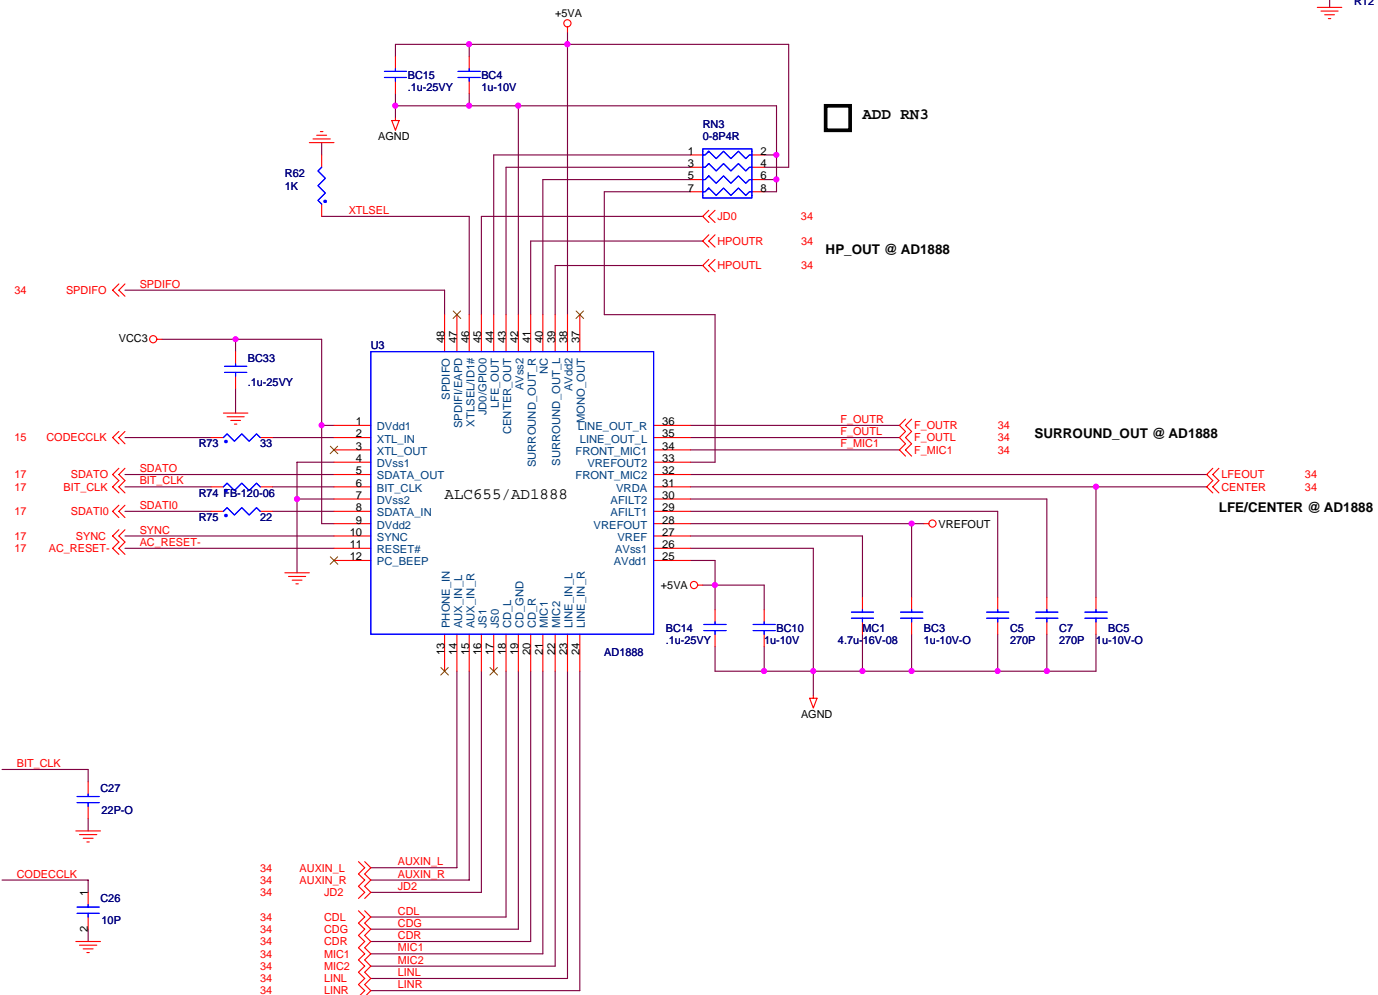 R12
+5VA
BC15
.1u-25VY
BC4
1u-10V
AGND
ADD RN3
RN3
0-8P4R
1 2
3 4
5 6
7 8
R62
1K
XTLSEL
JD0 34
HPOUTR 34
HPOUTL 34
HP_OUT @ AD1888
34 SPDIFO SPDIFO
VCC3
BC33
.1u-25VY
U3
48 47 46 45 44 43 42 41 40 39 38 37
SPDIFO
SPDIFI/EAPD
XTLSEL/ID1#
JD0/GPIO0
LFE_OUT
CENTER_OUT
AVss2
SURROUND_OUT_R
NC
SURROUND_OUT_L
AVdd2
MONO_OUT
1 DVdd1
2 XTL_IN
3 XTL_OUT
4 DVss1
5 SDATA_OUT
6 BIT_CLK
7 DVss2
8 SDATA_IN
9 DVdd2
10 SYNC
11 RESET#
12 PC_BEEP
15 CODECCLK
R73 33
17 SDATO SDATO
17 BIT_CLK BIT_CLK
R74 FB-120-06
17 SDATI0 SDATI0
R75 22
17 SYNC SYNC
17 AC_RESET- AC_RESET-
ALC655/AD1888
LINE_OUT_R 36
LINE_OUT_L 35
FRONT_MIC1 34
VREFOUT2 33
FRONT_MIC2 32
VRDA 31
AFILT2 30
AFILT1 29
VREFOUT 28
VREF 27
AVss1 26
AVdd1 25
F_OUTR F_OUTR 34
F_OUTL F_OUTL 34
F_MIC1 F_MIC1 34
SURROUND_OUT @ AD1888
LFEOUT 34
CENTER 34
LFE/CENTER @ AD1888
VREFOUT
+5VA
BC14
.1u-25VY
BC10
1u-10V
MC1
4.7u-16V-08
BC3
1u-10V-O
C5
270P
C7
270P
BC5
1u-10V-O
AGND
PHONE_IN
AUX_IN_L
AUX_IN_R
JS1
JS0
CD_L
CD_GND
CD_R
MIC1
MIC2
LINE_IN_L
LINE_IN_R
13 14 15 16 17 18 19 20 21 22 23 24
AD1888
BIT_CLK
C27
22P-O
CODECCLK
1
C26
10P
2
34 AUXIN_L AUXIN_L
34 AUXIN_R AUXIN_R
34 JD2 JD2
34 CDL CDL
34 CDG CDG
34 CDR CDR
34 MIC1 MIC1
34 MIC2 MIC2
34 LINL LINL
34 LINR LINR